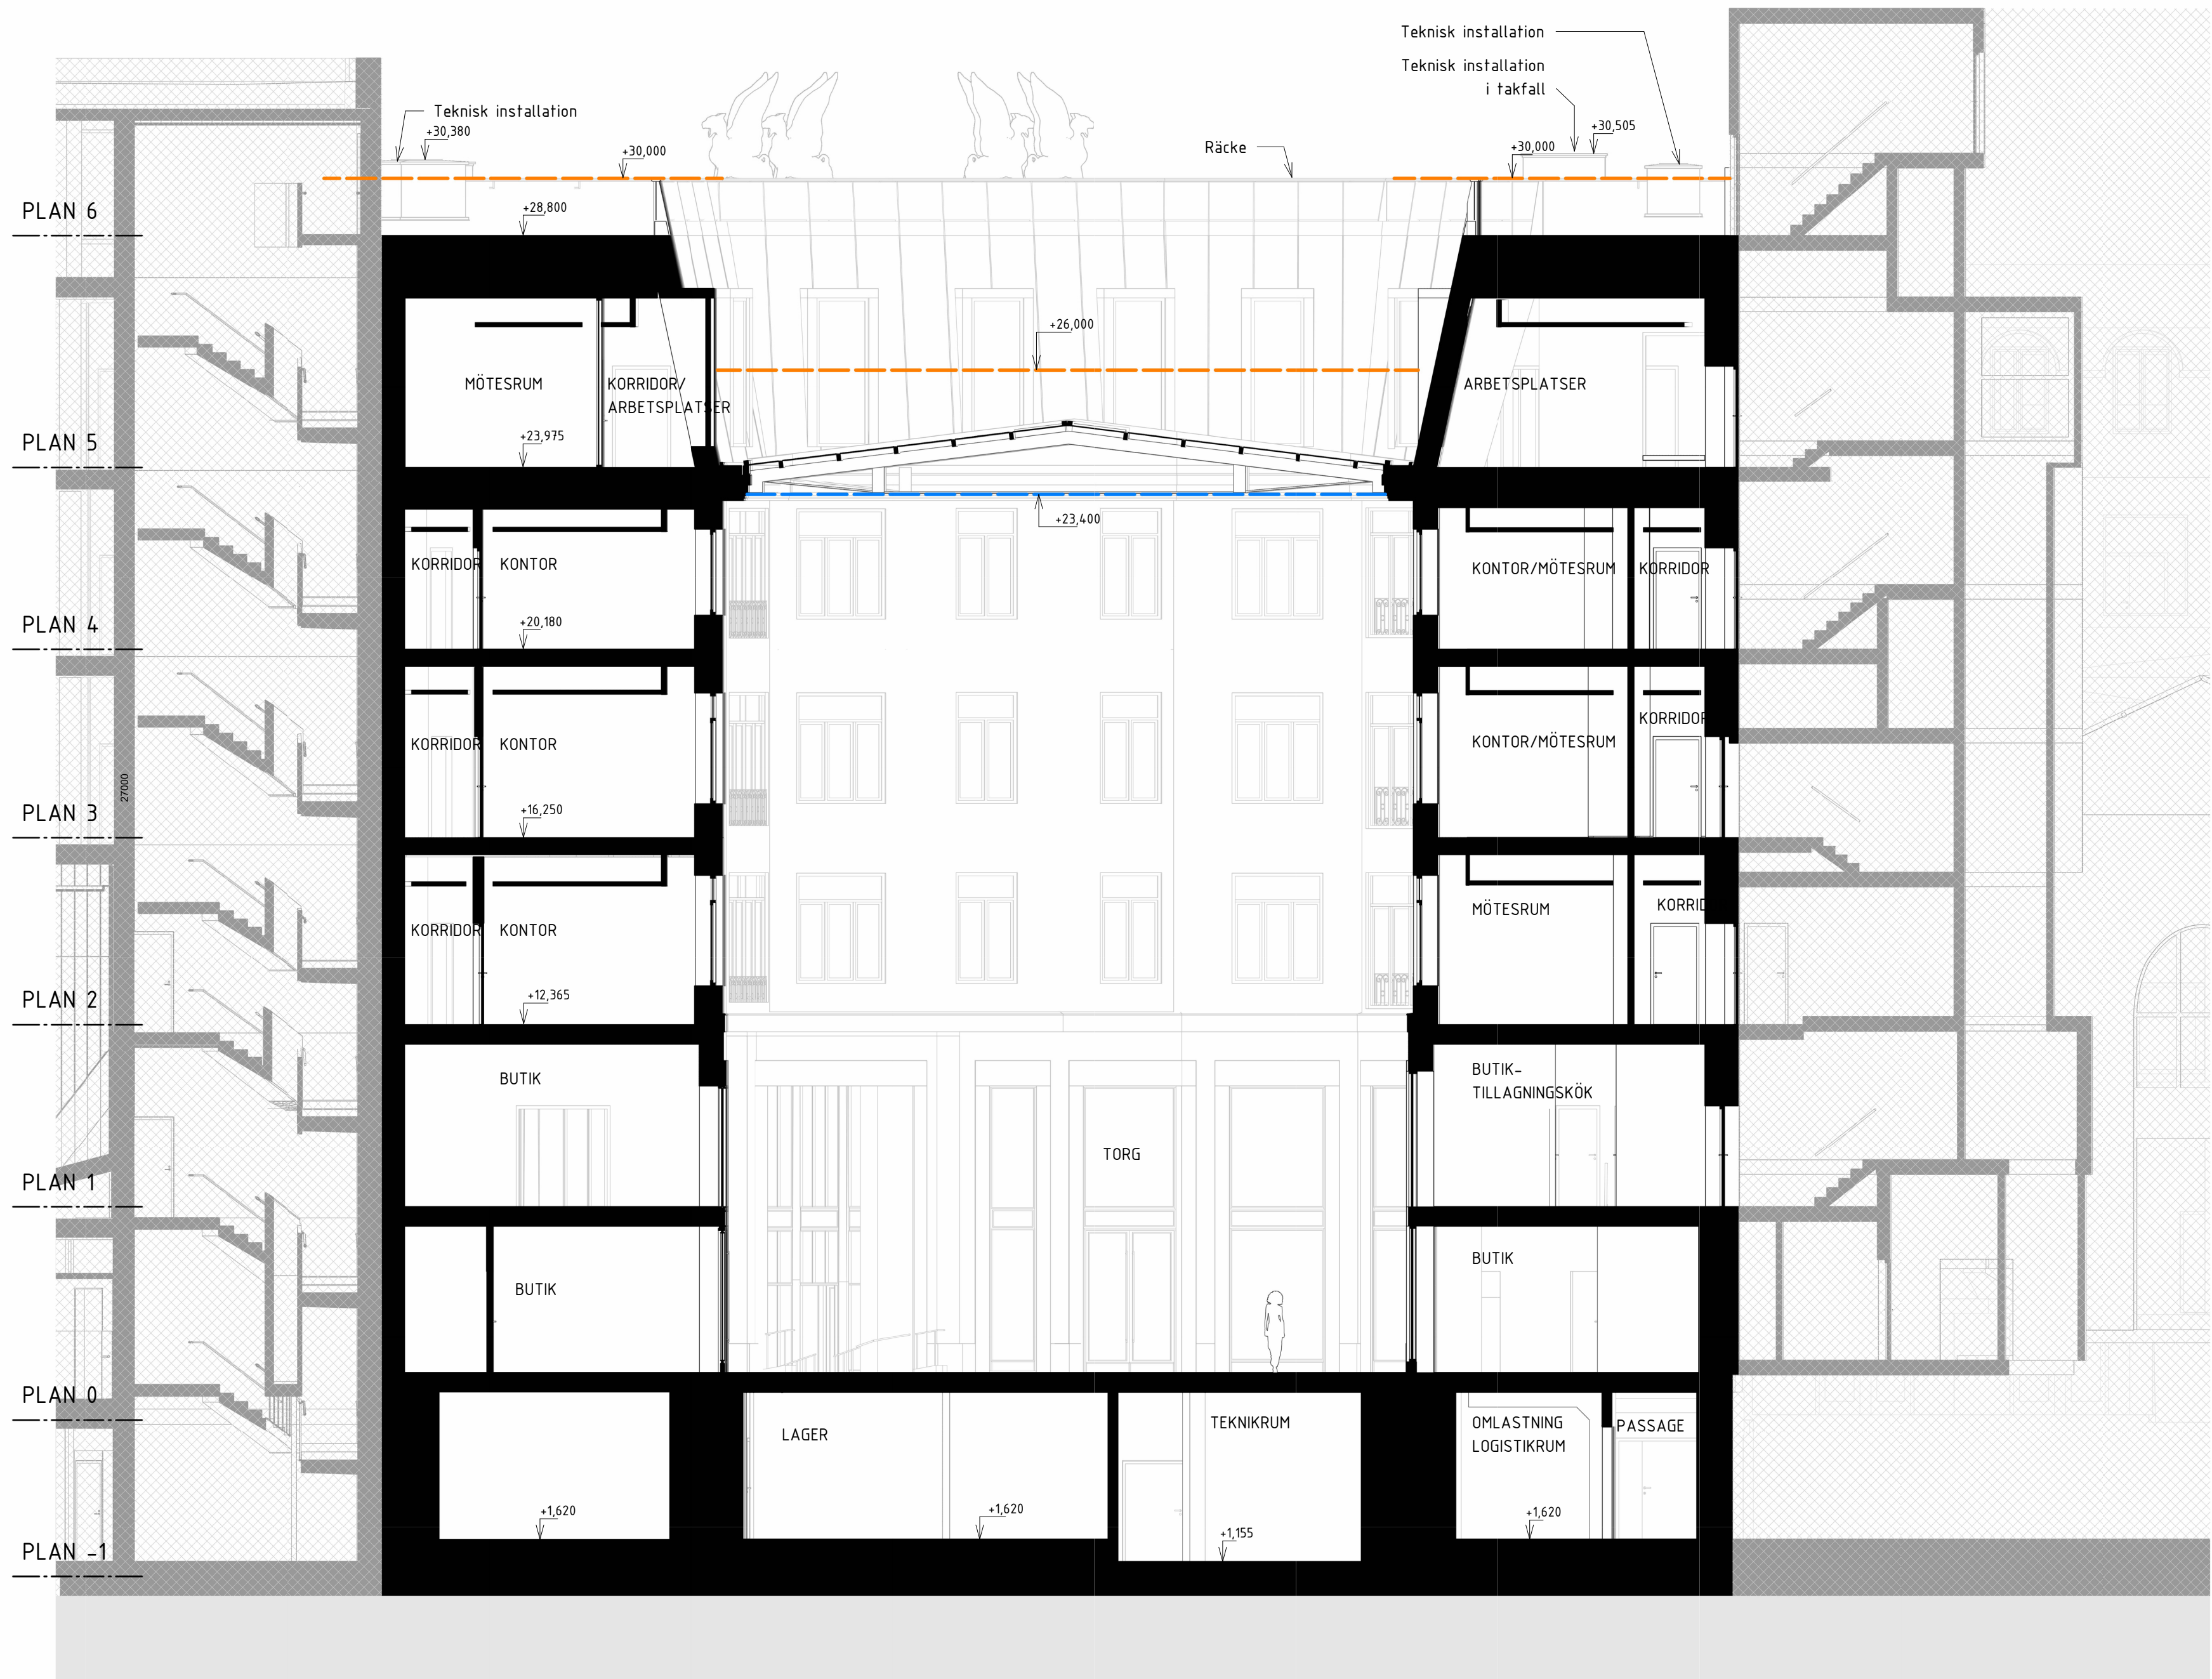 Teknisk installation
Teknisk installation
i takfall
Teknisk installation
+30,380
+30,505
Räcke
+30,000
+30,000
PLAN 6
+28,800
+26,000
MÖTESRUM
KORRIDOR/
ARBETSPLATSER
ARBETSPLATSER
PLAN 5
+23,975
+23,400
KORRIDOR
KONTOR
KONTOR/MÖTESRUM
KORRIDOR
PLAN 4
+20,180
KORRIDOR
KONTOR
KONTOR/MÖTESRUM
KORRIDOR
27000
PLAN 3
+16,250
KORRIDOR
KONTOR
MÖTESRUM
KORRID
PLAN 2
+12,365
BUTIK
BUTIK-
TILLAGNINGSKÖK
TORG
PLAN 1
BUTIK
BUTIK
PLAN 0
LAGER
TEKNIKRUM
OMLASTNING
LOGISTIKRUM
PASSAGE
+1,620
+1,620
+1,155
+1,620
PLAN -1